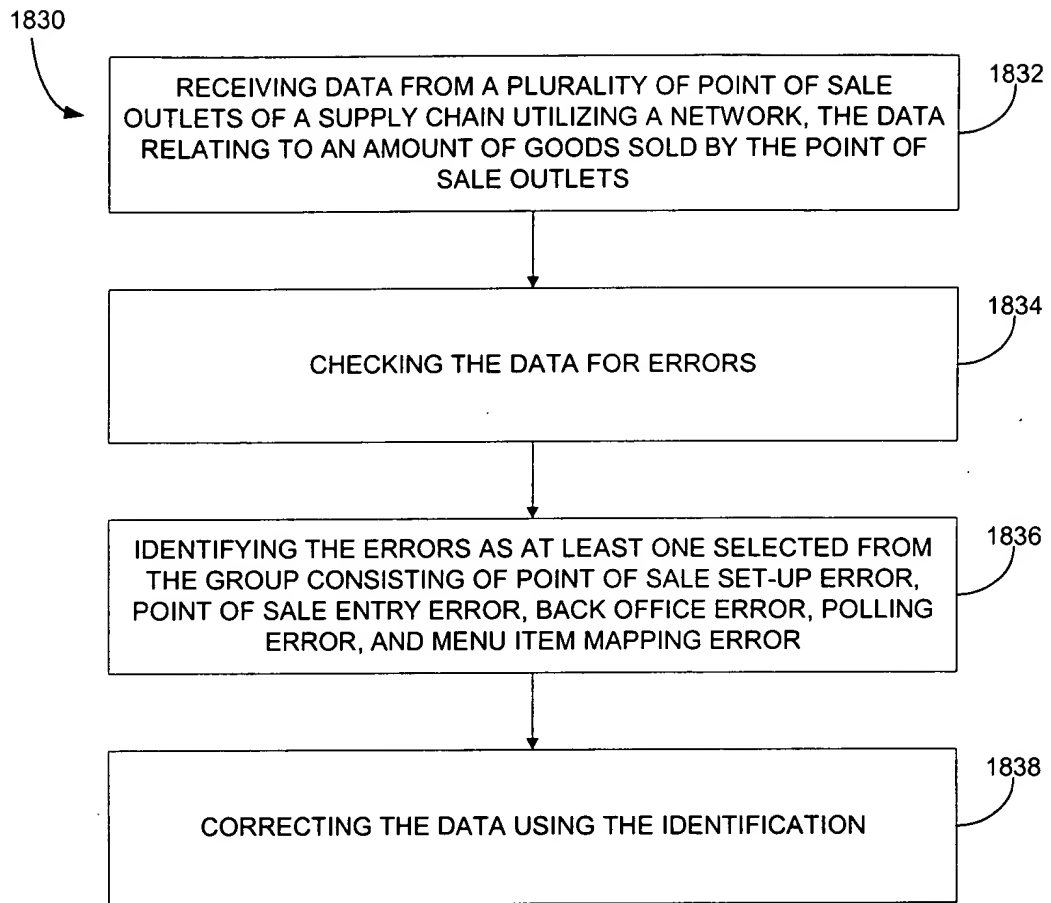 1830
RECEIVING DATA FROM A PLURALITY OF POINT OF SALE
OUTLETS OF A SUPPLY CHAIN UTILIZING A NETWORK, THE DATA
RELATING TO AN AMOUNT OF GOODS SOLD BY THE POINT OF
SALE OUTLETS
1832
CHECKING THE DATA FOR ERRORS
1834
IDENTIFYING THE ERRORS AS AT LEAST ONE SELECTED FROM
THE GROUP CONSISTING OF POINT OF SALE SET-UP ERROR,
POINT OF SALE ENTRY ERROR, BACK OFFICE ERROR, POLLING
ERROR, AND MENU ITEM MAPPING ERROR
1836
CORRECTING THE DATA USING THE IDENTIFICATION
1838